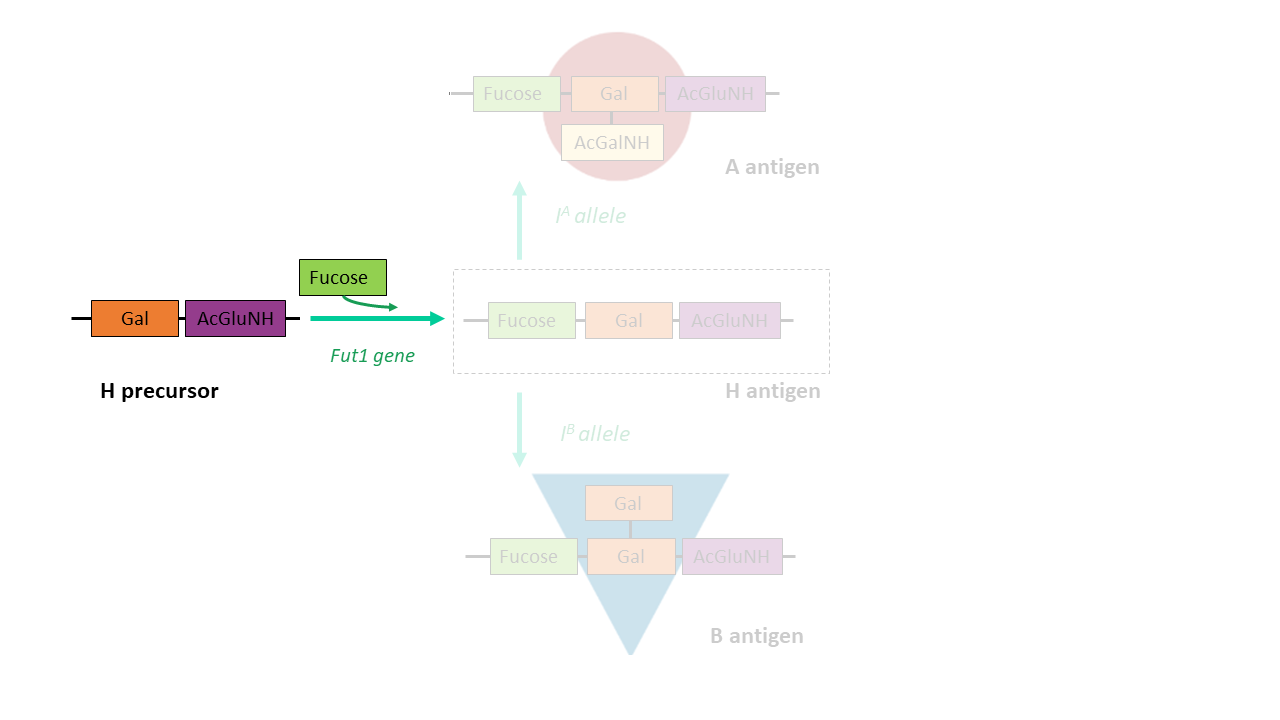 Fucose Gal AcGluNH
AcGalNH
A antigen
I^A allele
Fucose
Gal AcGluNH
Fut1 gene
H precursor
Fucose Gal AcGluNH
H antigen
I^B allele
Gal
Fucose Gal AcGluNH
B antigen